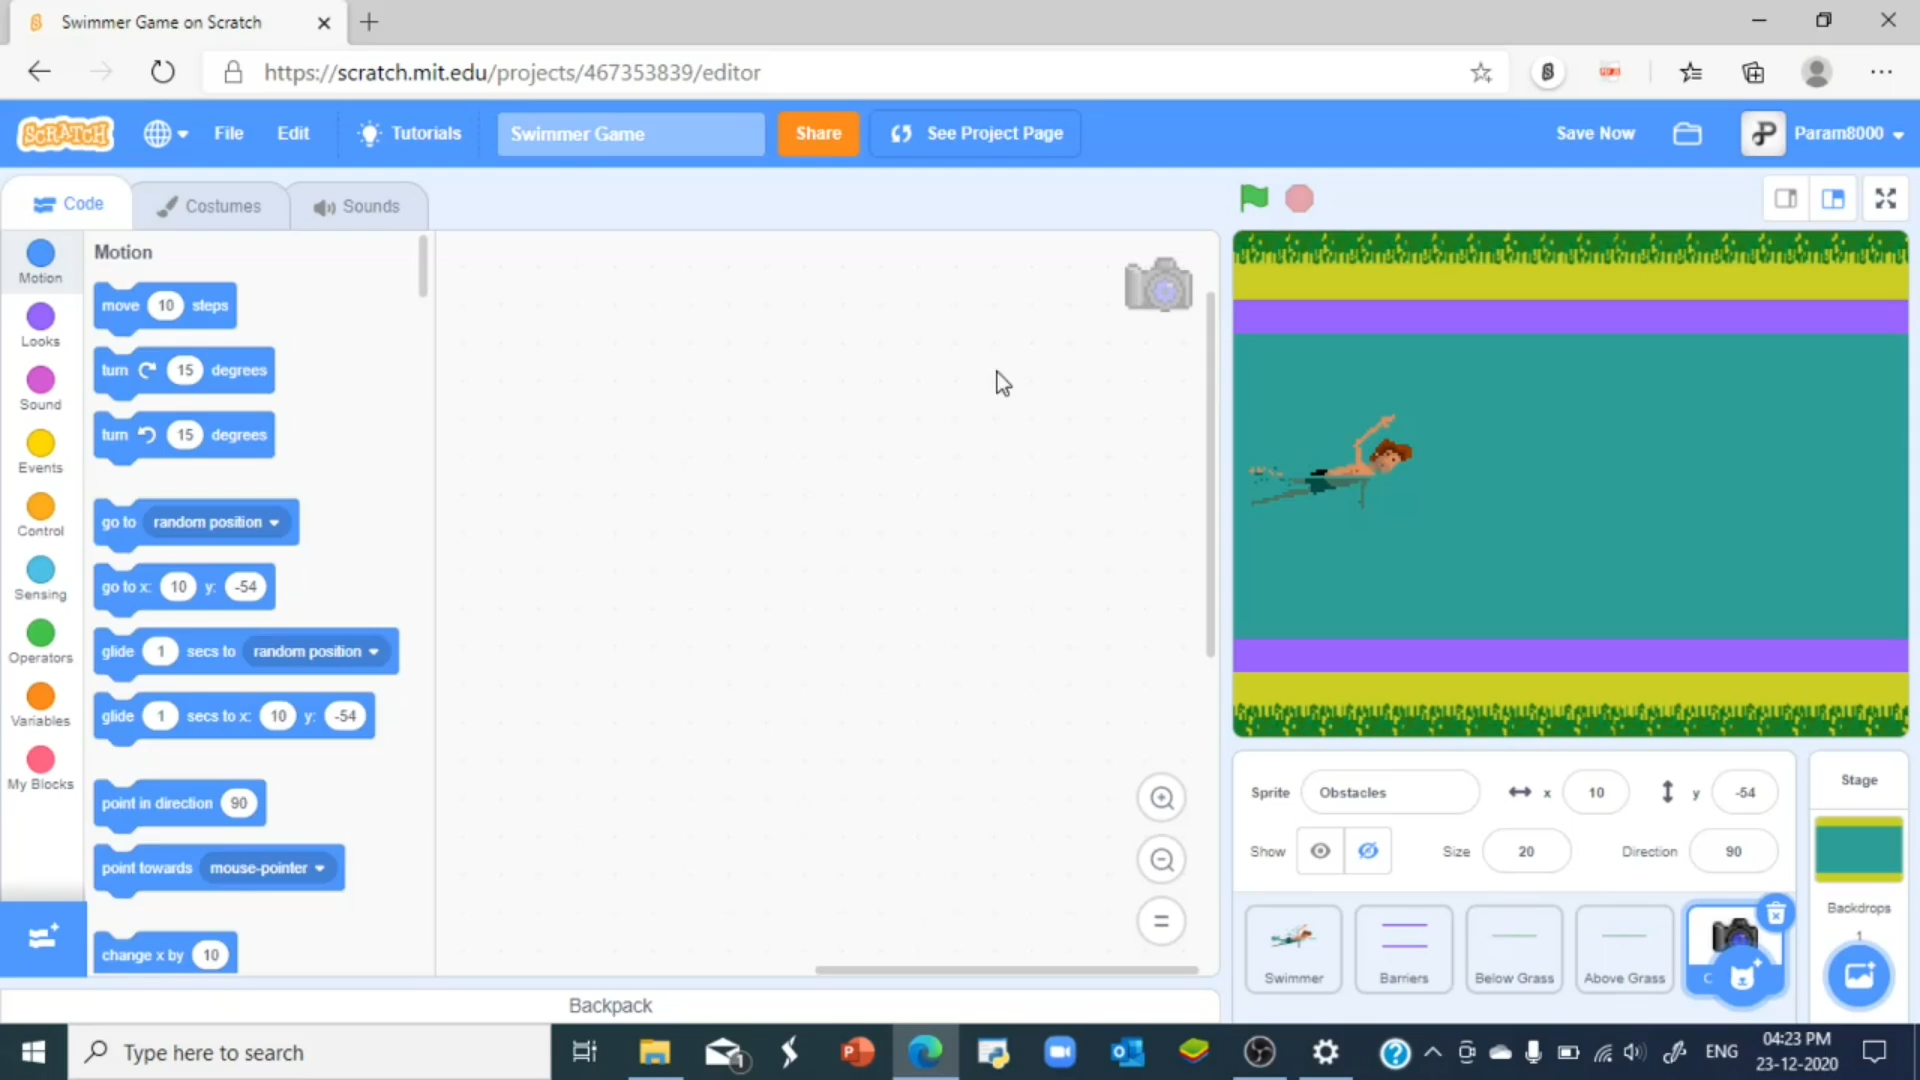 Swimmer Game on Scratch
https://scratch.mit.edu/projects/467353839/editor
SCRATCH
File
Edit
Tutorials
Swimmer Game
Share
See Project Page
Save Now
Param8000
Code
Costumes
Sounds
Motion
Looks
Sound
Events
Control
Sensing
Operators
Variables
My Blocks
Motion
move 10 steps
turn 15 degrees
turn 15 degrees
go to random position
go to x: 10 y: -54
glide 1 secs to random position
glide 1 secs to x: 10 y: -54
point in direction 90
point towards mouse-pointer
change x by 10
Backpack
Sprite Obstacles x 10 y -54
Show Size 20 Direction 90
Swimmer
Barriers
Below Grass
Above Grass
C
Stage
Backdrops
1
Type here to search
1
ENG
04:23 PM
23-12-2020